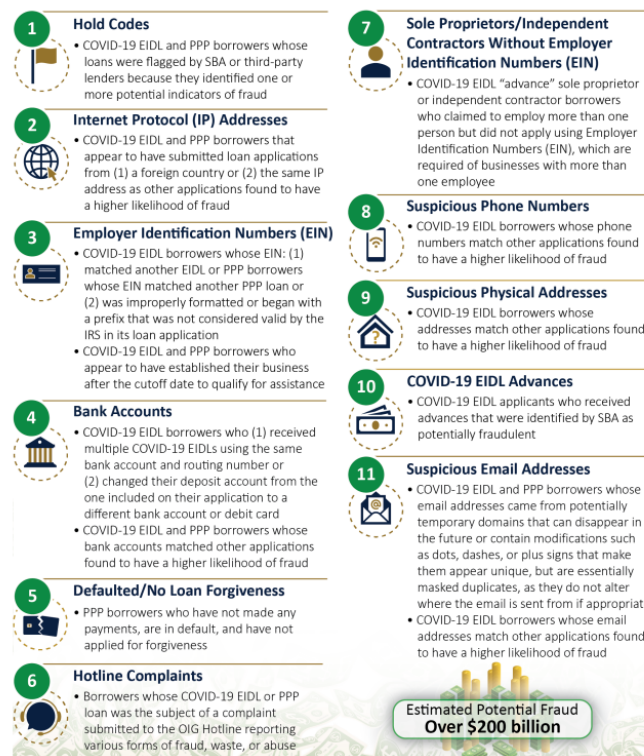 1
Hold Codes
• COVID-19 EIDL and PPP borrowers whose
loans were flagged by SBA or third-party
lenders because they identified one or
more potential indicators of fraud
2
Internet Protocol (IP) Addresses
• COVID-19 EIDL and PPP borrowers that
appear to have submitted loan applications
from (1) a foreign country or (2) the same IP
address as other applications found to have
a higher likelihood of fraud
3
Employer Identification Numbers (EIN)
• COVID-19 EIDL borrowers whose EIN: (1)
matched another EIDL or PPP borrowers
whose EIN matched another PPP loan or
(2) was improperly formatted or began with
a prefix that was not considered valid by the
IRS in its loan application
• COVID-19 EIDL and PPP borrowers who
appear to have established their business
after the cutoff date to qualify for assistance
4
Bank Accounts
• COVID-19 EIDL borrowers who (1) received
multiple COVID-19 EIDLs using the same
bank account and routing number or
(2) changed their deposit account from the
one included on their application to a
different bank account or debit card
• COVID-19 EIDL and PPP borrowers whose
bank accounts matched other applications
found to have a higher likelihood of fraud
5
Defaulted/No Loan Forgiveness
• PPP borrowers who have not made any
payments, are in default, and have not
applied for forgiveness
6
Hotline Complaints
• Borrowers whose COVID-19 EIDL or PPP
loan was the subject of a complaint
submitted to the OIG Hotline reporting
various forms of fraud, waste, or abuse
7
Sole Proprietors/Independent
Contractors Without Employer
Identification Numbers (EIN)
• COVID-19 EIDL “advance” sole proprietor
or independent contractor borrowers
who claimed to employ more than one
person but did not apply using Employer
Identification Numbers (EIN), which are
required of businesses with more than
one employee
8
Suspicious Phone Numbers
• COVID-19 EIDL borrowers whose phone
numbers match other applications found
to have a higher likelihood of fraud
9
Suspicious Physical Addresses
• COVID-19 EIDL borrowers whose
addresses match other applications found
to have a higher likelihood of fraud
10
COVID-19 EIDL Advances
• COVID-19 EIDL applicants who received
advances that were identified by SBA as
potentially fraudulent
11
Suspicious Email Addresses
• COVID-19 EIDL and PPP borrowers whose
email addresses came from potentially
temporary domains that can disappear in
the future or contain modifications such
as dots, dashes, or plus signs that make
them appear unique, but are essentially
masked duplicates, as they do not alter
where the email is sent from if appropriat
• COVID-19 EIDL borrowers whose email
addresses match other applications found
to have a higher likelihood of fraud
Estimated Potential Fraud
Over $200 billion